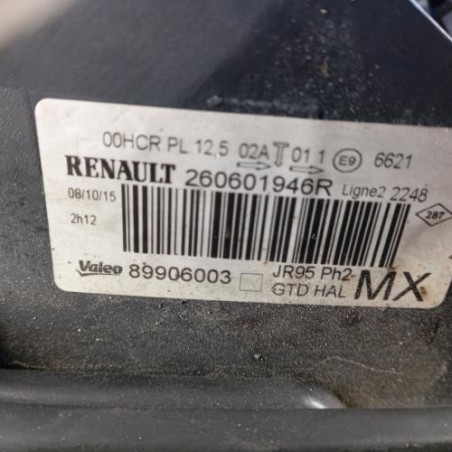 00HCR PL 12,5 02A T 01 1 E9 6621
RENAULT 260601946R Ligne2 2248
08/10/15
2h12
287
Valeo 89906003 JR95 Ph2-
GTD HAL MX